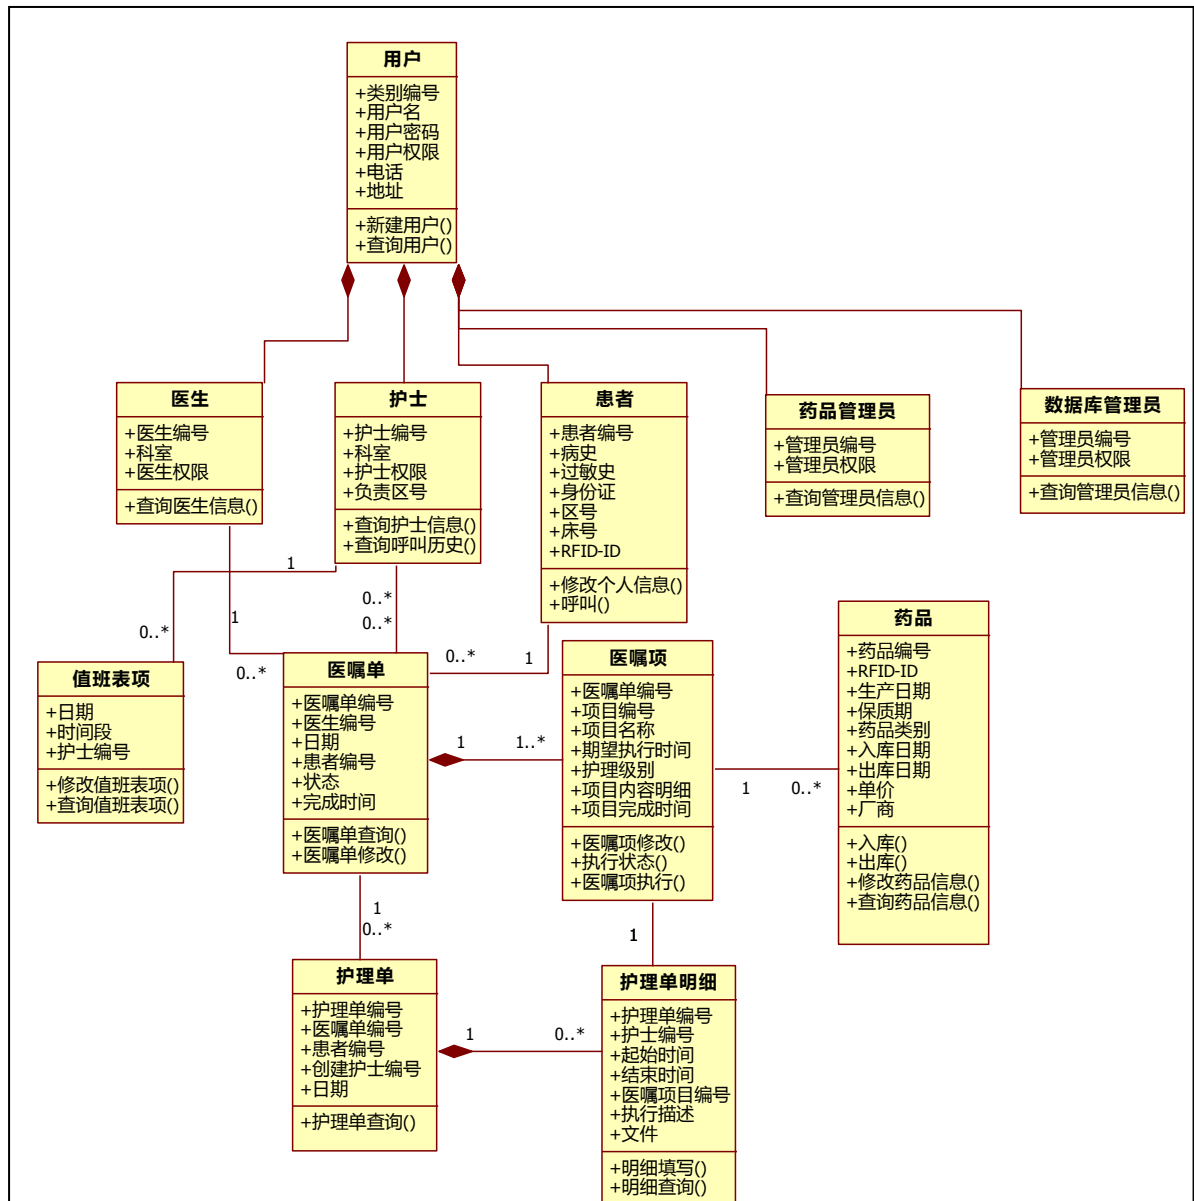 用户
+类别编号
+用户名
+用户密码
+用户权限
+电话
+地址
+新建用户()
+查询用户()
医生
+医生编号
+科室
+医生权限
+查询医生信息()
护士
+护士编号
+科室
+护士权限
+负责区号
+查询护士信息()
+查询呼叫历史()
患者
+患者编号
+病史
+过敏史
+身份证
+区号
+床号
+RFID-ID
+修改个人信息()
+呼叫()
药品管理员
+管理员编号
+管理员权限
+查询管理员信息()
数据库管理员
+管理员编号
+管理员权限
+查询管理员信息()
1
0..*
1
0..*
0..*
0..*
0..*
1
值班表项
+日期
+时间段
+护士编号
+修改值班表项()
+查询值班表项()
医嘱单
+医嘱单编号
+医生编号
+日期
+患者编号
+状态
+完成时间
+医嘱单查询()
+医嘱单修改()
1
1..*
医嘱项
+医嘱单编号
+项目编号
+项目名称
+期望执行时间
+护理级别
+项目内容明细
+项目完成时间
+医嘱项修改()
+执行状态()
+医嘱项执行()
1
0..*
药品
+药品编号
+RFID-ID
+生产日期
+保质期
+药品类别
+入库日期
+出库日期
+单价
+厂商
+入库()
+出库()
+修改药品信息()
+查询药品信息()
1
0..*
1
护理单
+护理单编号
+医嘱单编号
+患者编号
+创建护士编号
+日期
+护理单查询()
1
0..*
护理单明细
+护理单编号
+护士编号
+起始时间
+结束时间
+医嘱项目编号
+执行描述
+文件
+明细填写()
+明细查询()